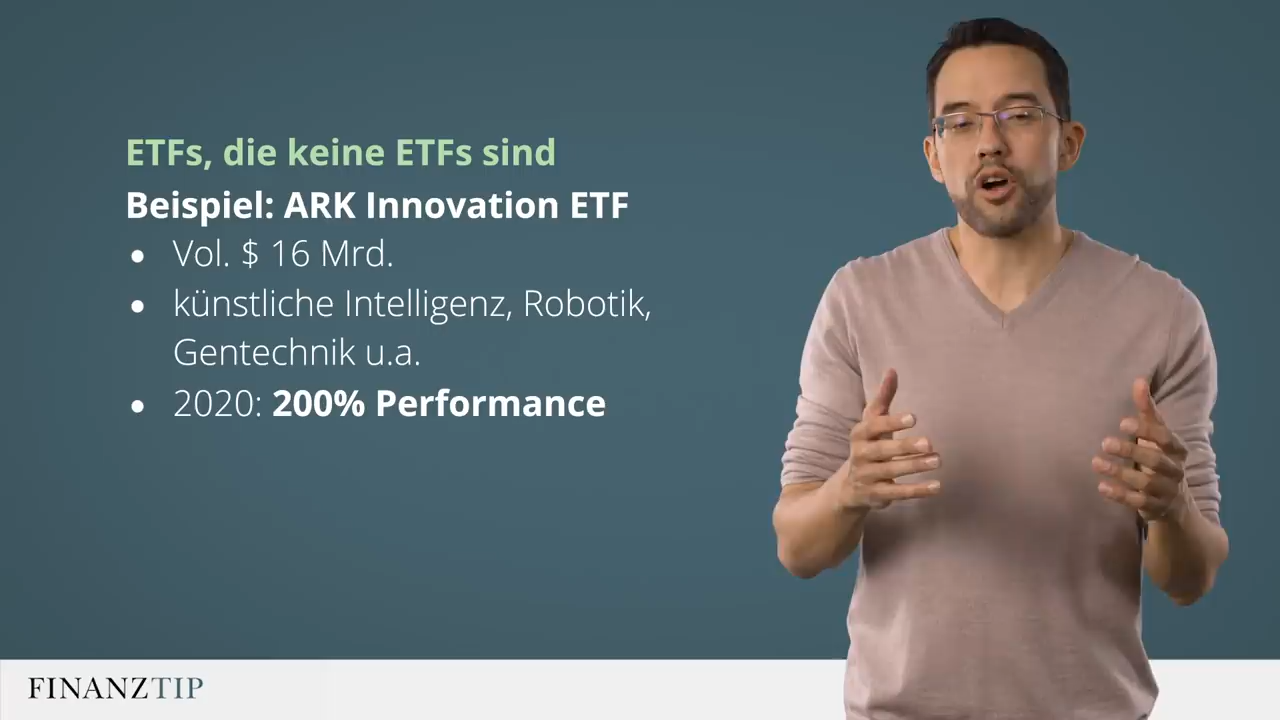 ETFs, die keine ETFs sind
Beispiel: ARK Innovation ETF
• Vol. $ 16 Mrd.
• künstliche Intelligenz, Robotik,
Gentechnik u.a.
• 2020: 200% Performance
FINANZTIP